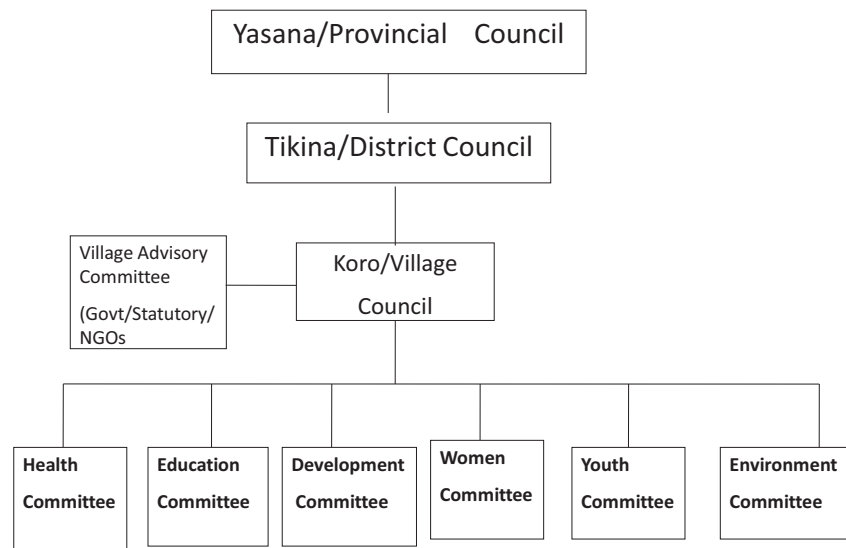 Yasana/Provincial Council
Tikina/District Council
Village Advisory
Committee
(Govt/Statutory/
NGOs
Koro/Village
Council
Health
Committee
Education
Committee
Development
Committee
Women
Committee
Youth
Committee
Environment
Committee